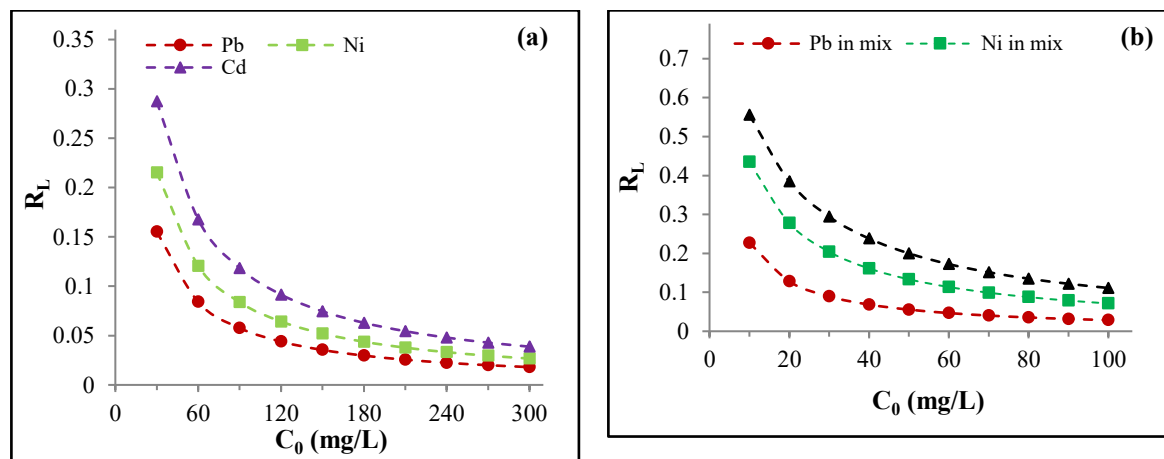 (a)
Pb
Ni
Cd
0.35
0.3
0.25
0.2
0.15
0.1
0.05
0
R_L
0 60 120 180 240 300
C₀ (mg/L)
(b)
Pb in mix
Ni in mix
0.7
0.6
0.5
0.4
0.3
0.2
0.1
0
R_L
0 20 40 60 80 100
C₀ (mg/L)